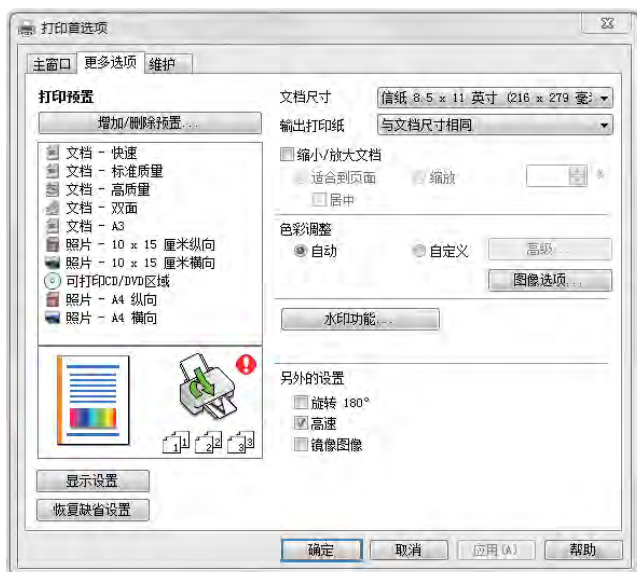 打印首选项
主窗口 更多选项 维护
打印预置
增加/删除预置...
文档 - 快速
文档 - 标准质量
文档 - 高质量
文档 - 双面
文档 - A3
照片 - 10 x 15 厘米纵向
照片 - 10 x 15 厘米横向
可打印CD/DVD区域
照片 - A4 纵向
照片 - A4 横向
1 1 2 2 3 3
显示设置
恢复缺省设置
文档尺寸 信纸 8.5 x 11 英寸 (216 x 279 毫
输出打印纸 与文档尺寸相同
缩小/放大文档
适合到页面 缩放 %
居中
色彩调整
自动 自定义 高级...
图像选项...
水印功能...
另外的设置
旋转 180°
高速
镜像图像
确定 取消 应用(A) 帮助